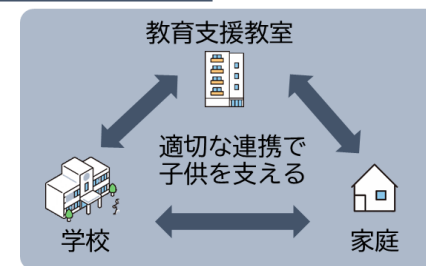 教育支援教室
適切な連携で
子供を支える
学校
家庭